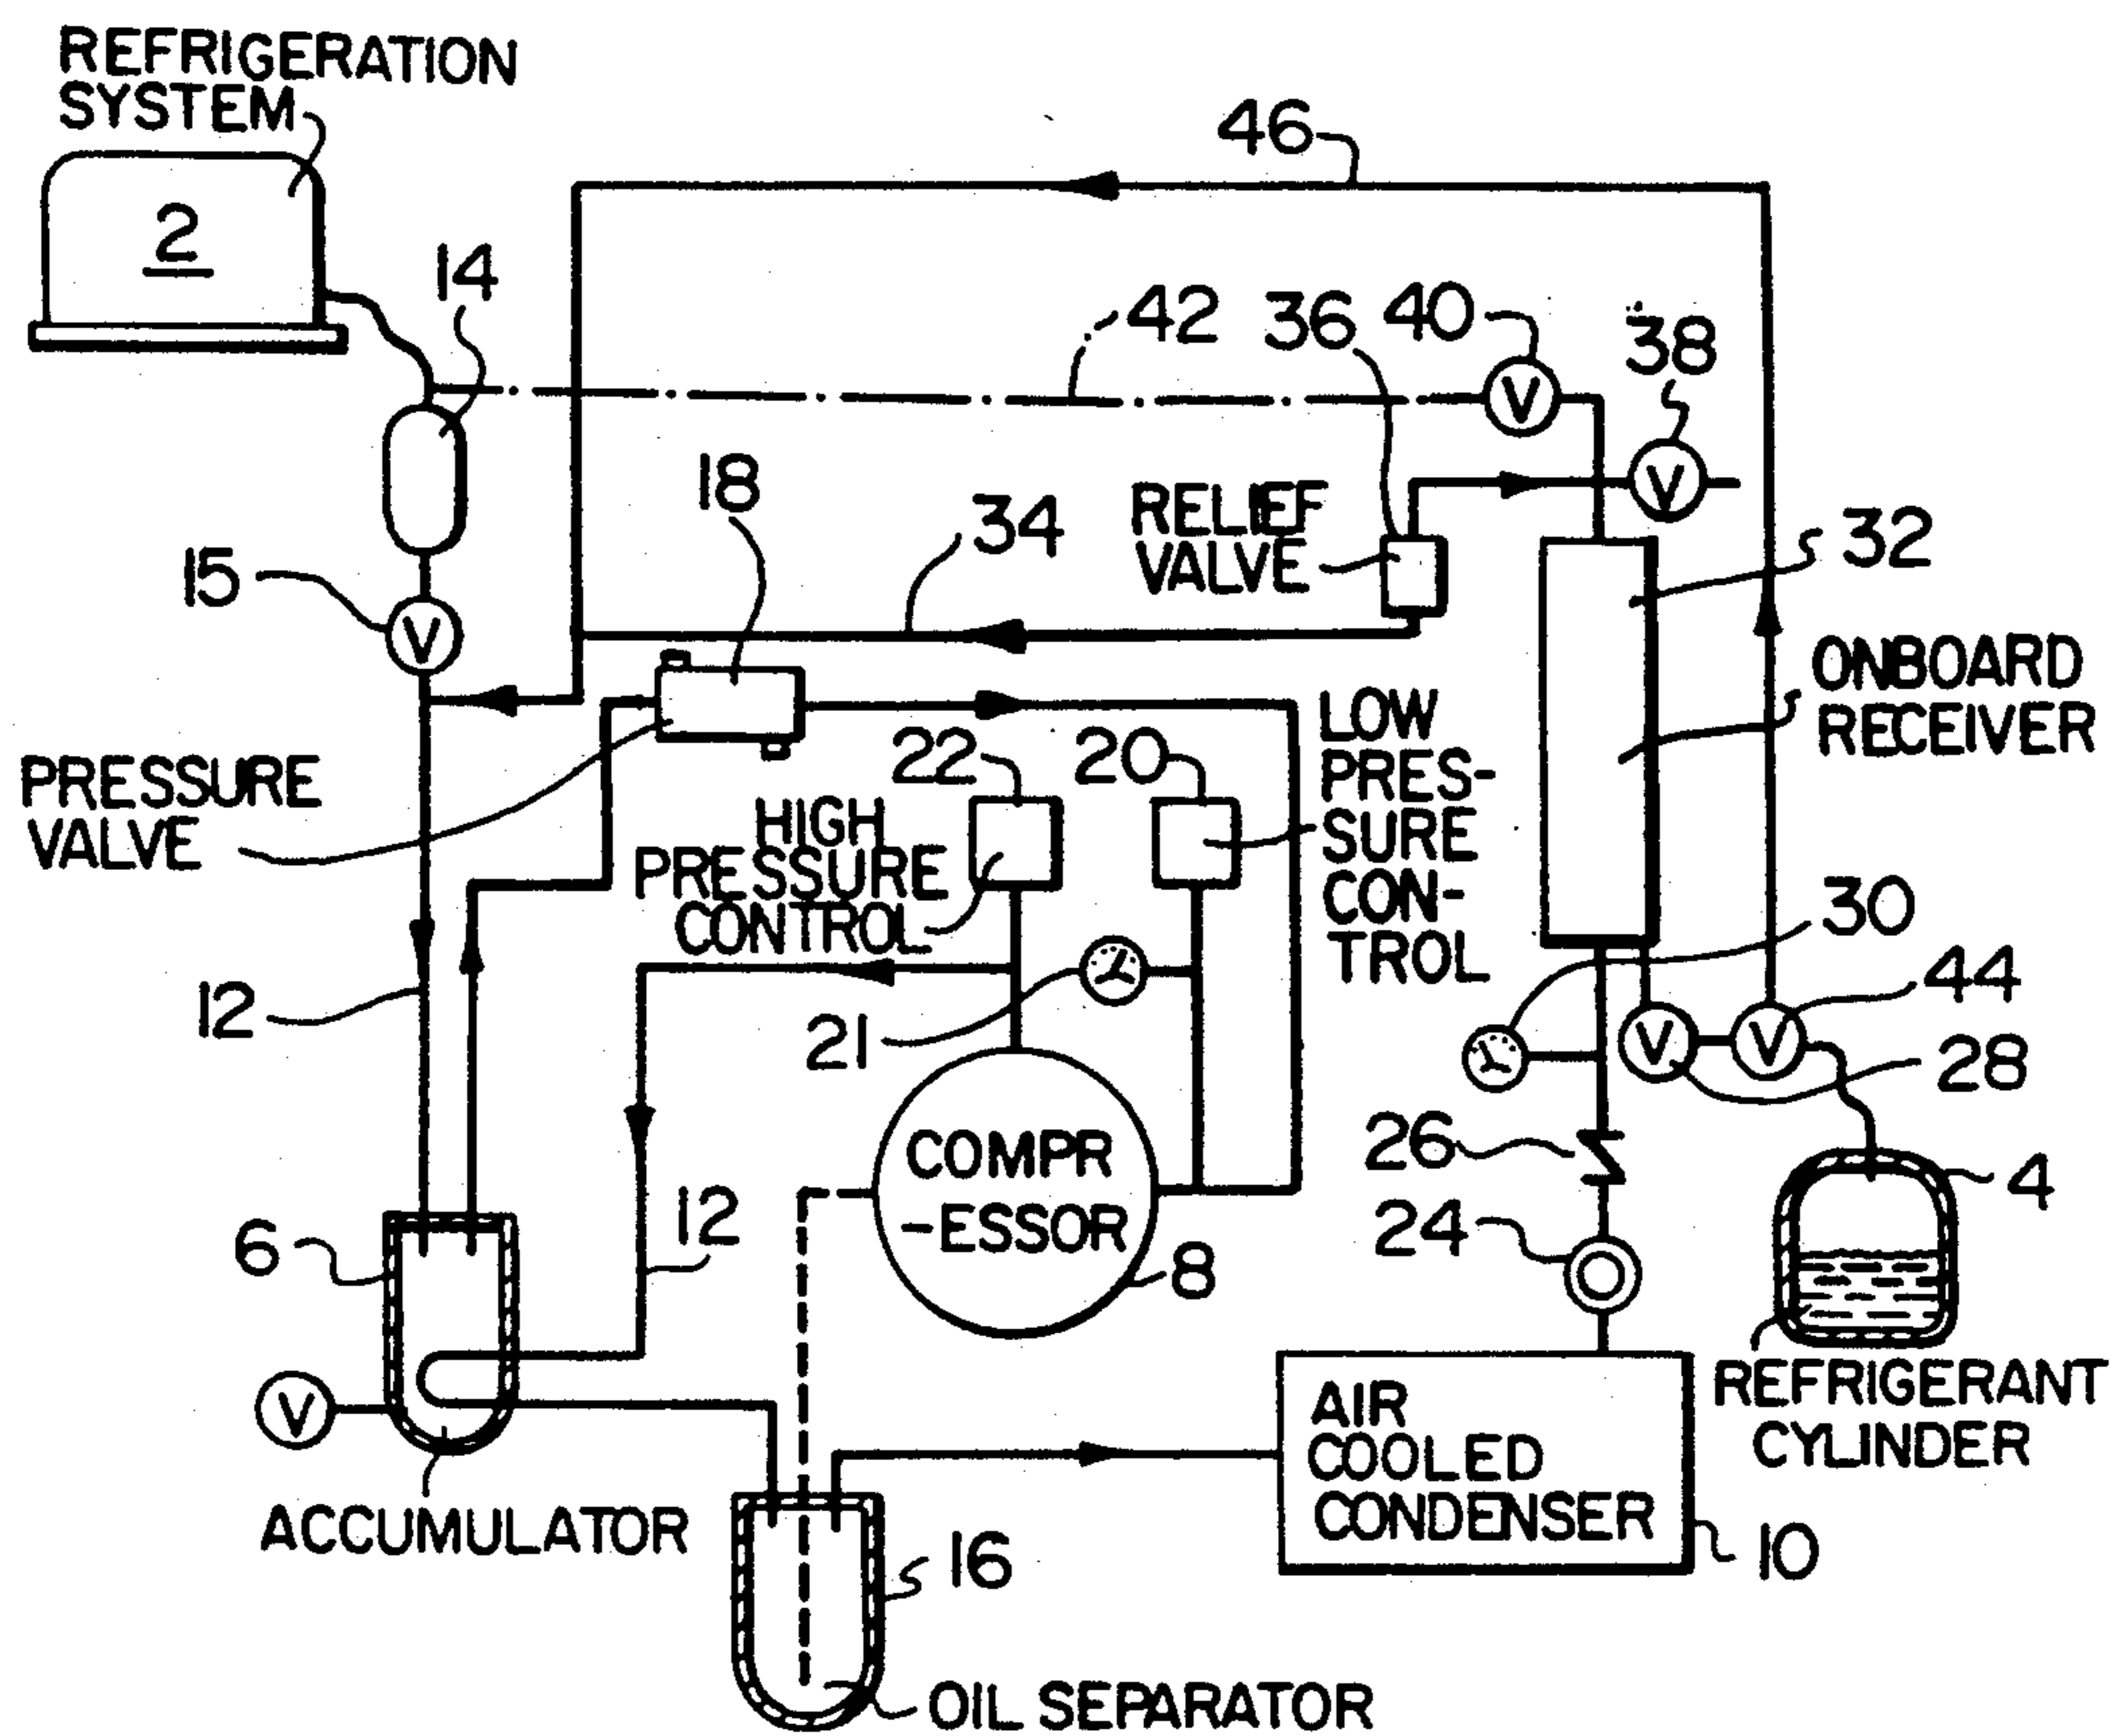 REFRIGERATION
SYSTEM
2
14
46
42
36
40
38
18
34
RELIEF
VALVE
32
15
V
V
V
ONBOARD
RECEIVER
PRESSURE
VALVE
22
20
LOW
PRES-
SURE
CON-
TROL
HIGH
PRESSURE
CONTROL
30
44
12
21
V
V
28
26
COMPR
-ESSOR
8
12
6
24
4
V
REFRIGERANT
CYLINDER
AIR
COOLED
CONDENSER
10
ACCUMULATOR
16
OIL SEPARATOR